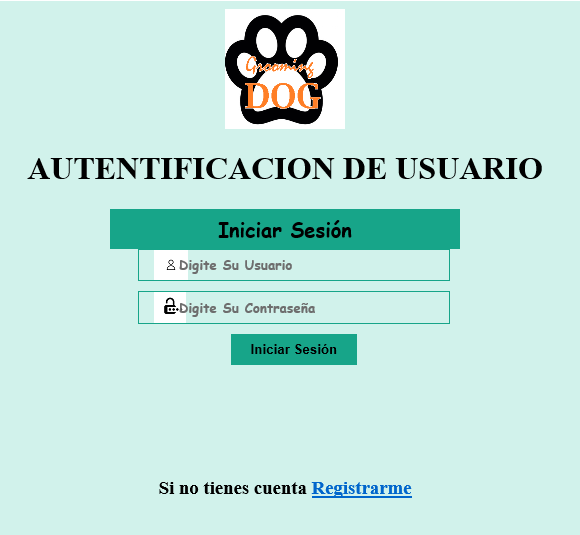 Grooming
DOG
AUTENTIFICACION DE USUARIO
Iniciar Sesión
Digite Su Usuario
Digite Su Contraseña
Iniciar Sesión
Si no tienes cuenta Registrarme